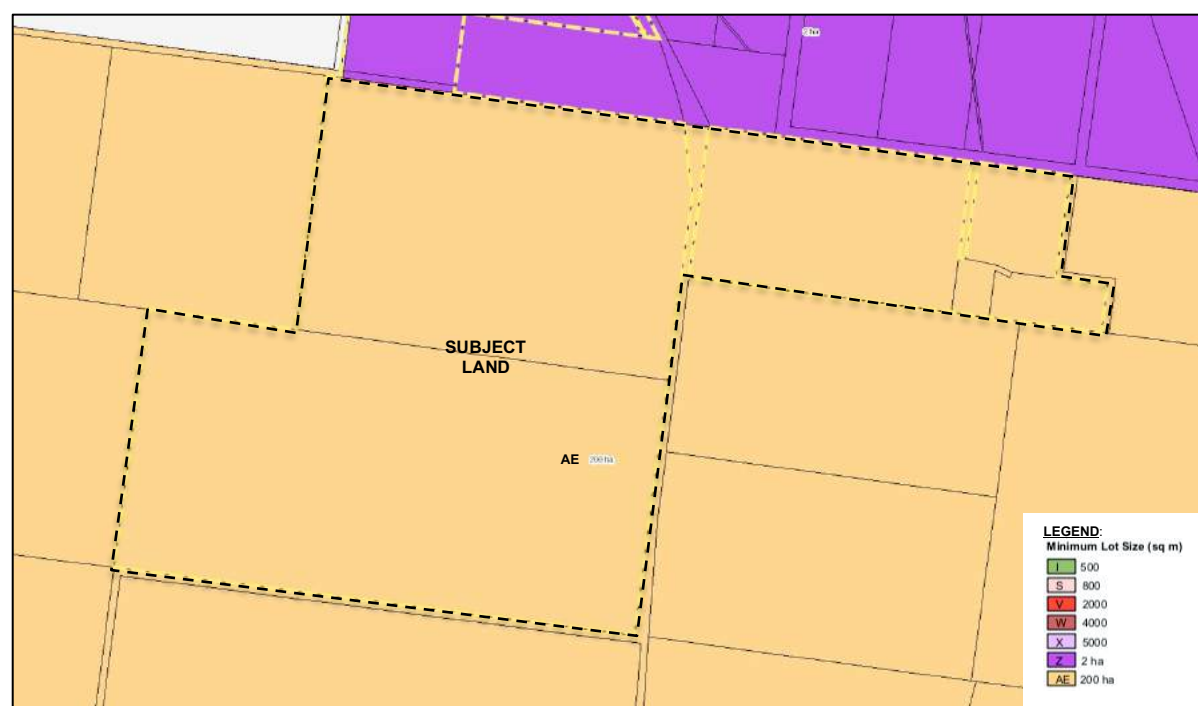 2 ha
SUBJECT
LAND
AE 200 ha
LEGEND:
Minimum Lot Size (sq m)
I 500
S 800
V 2000
W 4000
X 5000
Z 2 ha
AE 200 ha